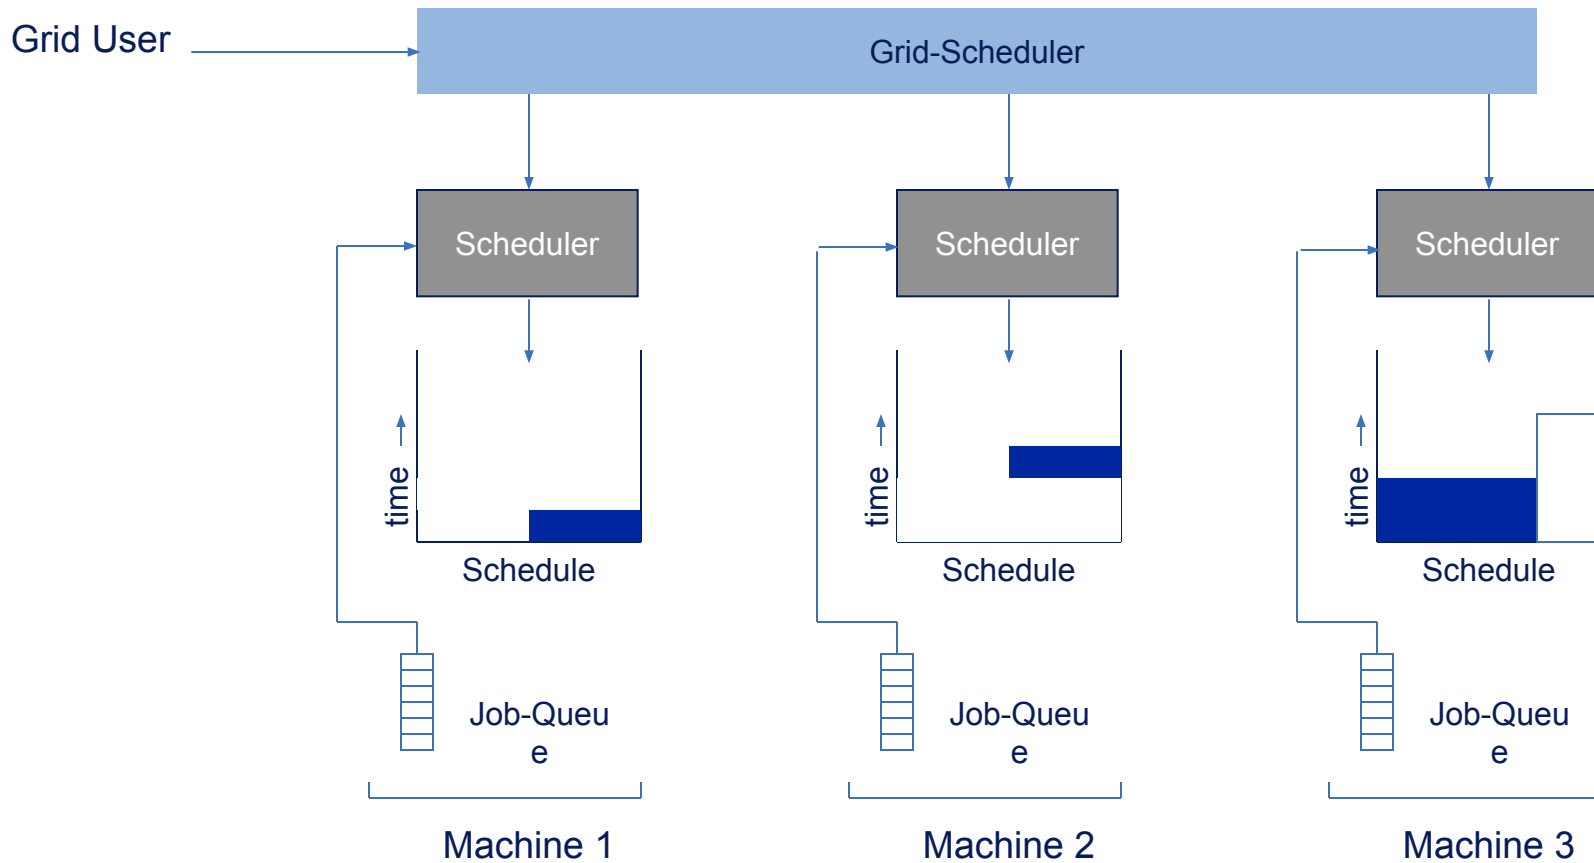 Grid User
Grid-Scheduler
Scheduler
Scheduler
Scheduler
time
time
time
Schedule
Schedule
Schedule
Job-Queu
e
Job-Queu
e
Job-Queu
e
Machine 1
Machine 2
Machine 3